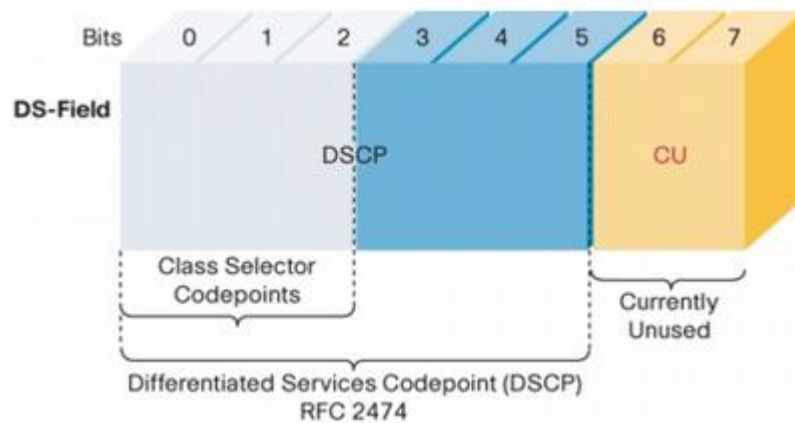 Bits 0 1 2 3 4 5 6 7
DS-Field
DSCP CU
Class Selector
Codepoints
Currently
Unused
Differentiated Services Codepoint (DSCP)
RFC 2474